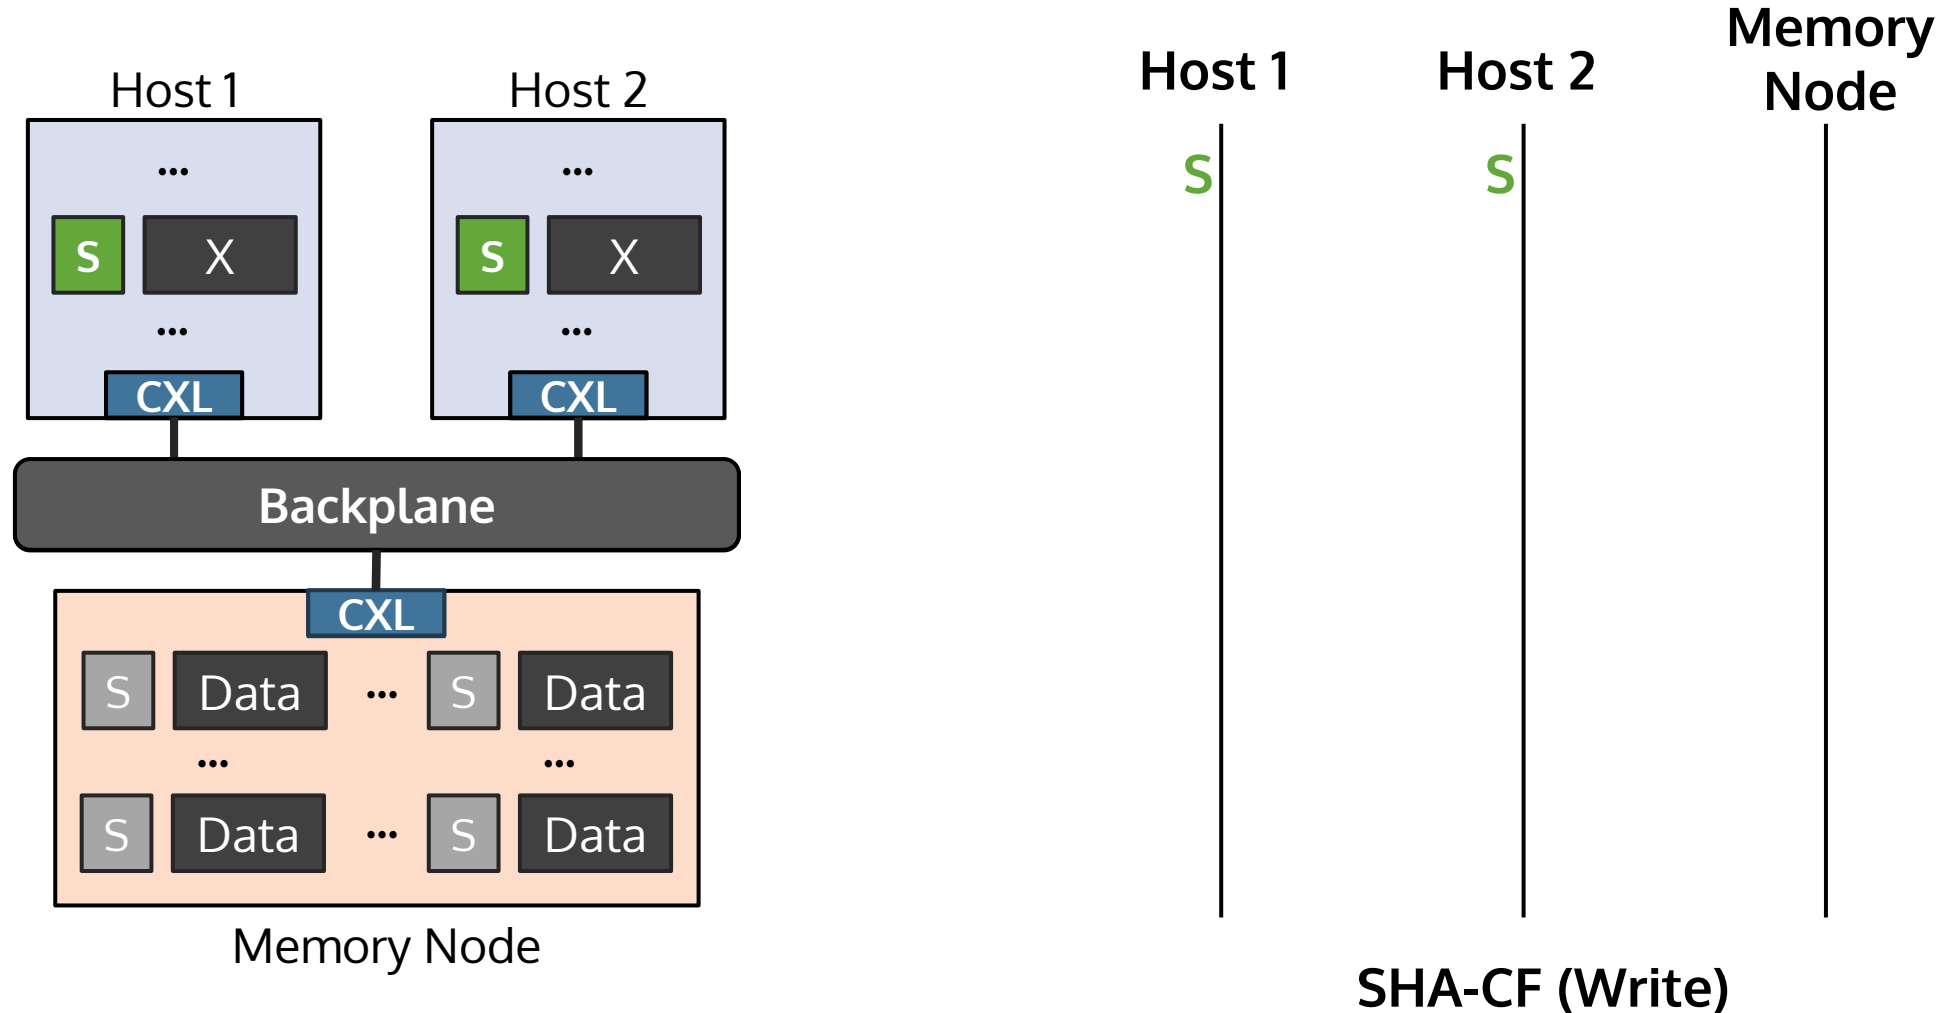 Host 1
Host 2
...
...
S
X
S
X
...
...
CXL
CXL
Backplane
CXL
S
Data
...
S
Data
...
...
S
Data
...
S
Data
Memory Node
Host 1
Host 2
Memory
Node
S
S
SHA-CF (Write)